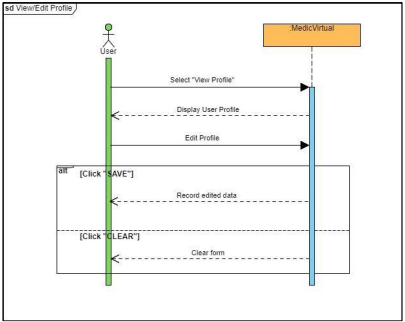 sd View/Edit Profile
:MedicVirtual
User
Select "View Profile"
Display User Profile
Edit Profile
alt
[Click "SAVE"]
Record edited data
[Click "CLEAR"]
Clear form